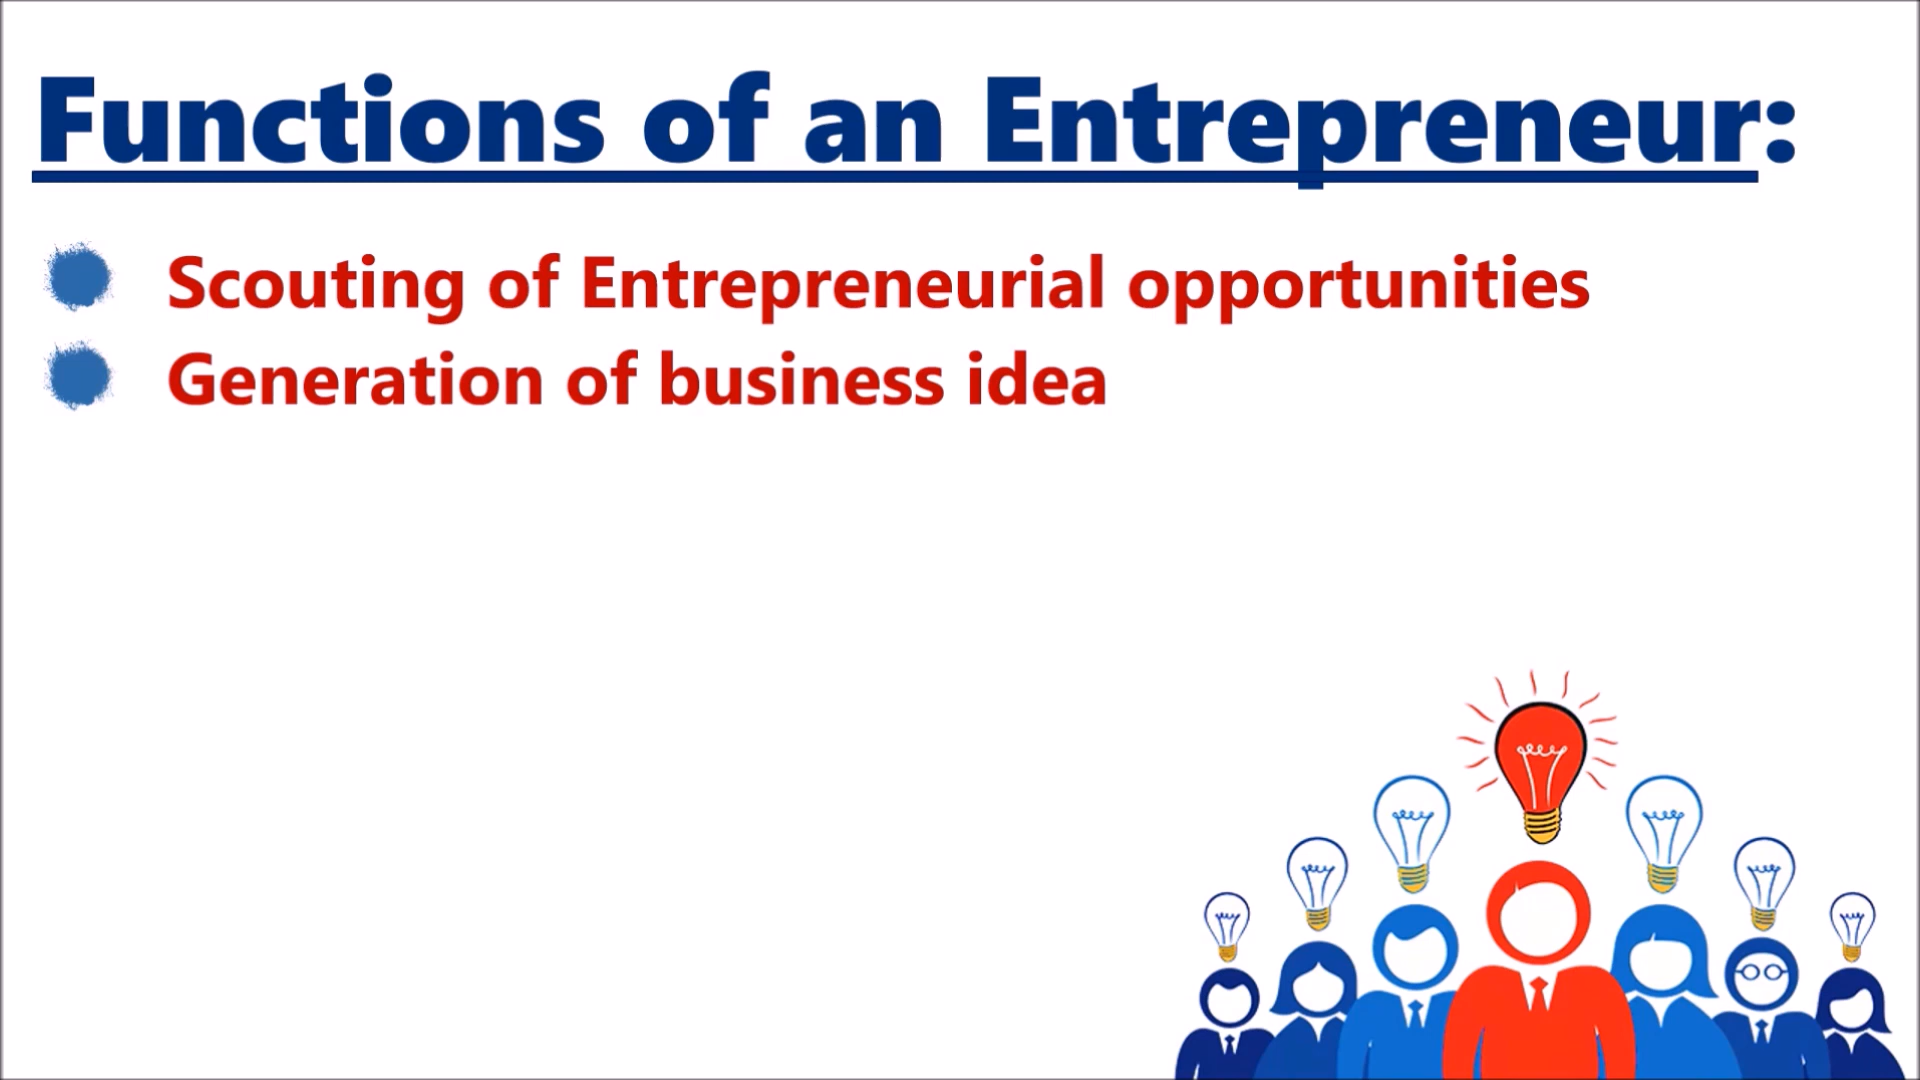 Functions of an Entrepreneur:
Scouting of Entrepreneurial opportunities
Generation of business idea